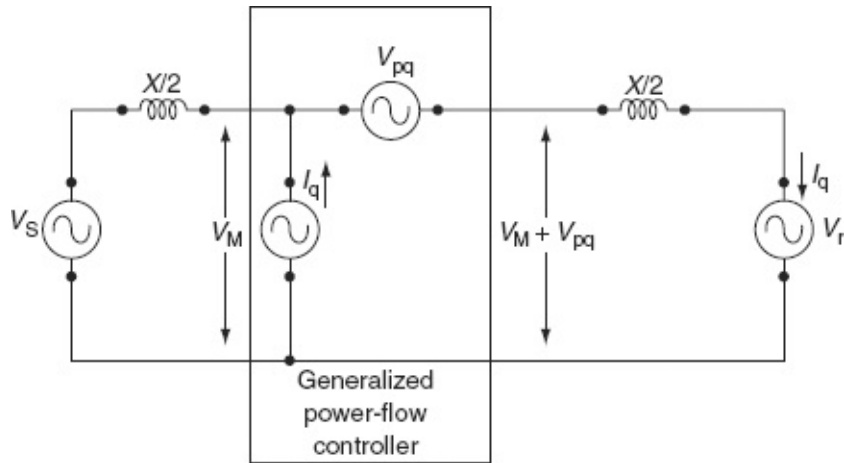 V_pq
X/2
X/2
I_q
I_q
V_S
V_M
V_M + V_pq
V_r
Generalized
power-flow
controller